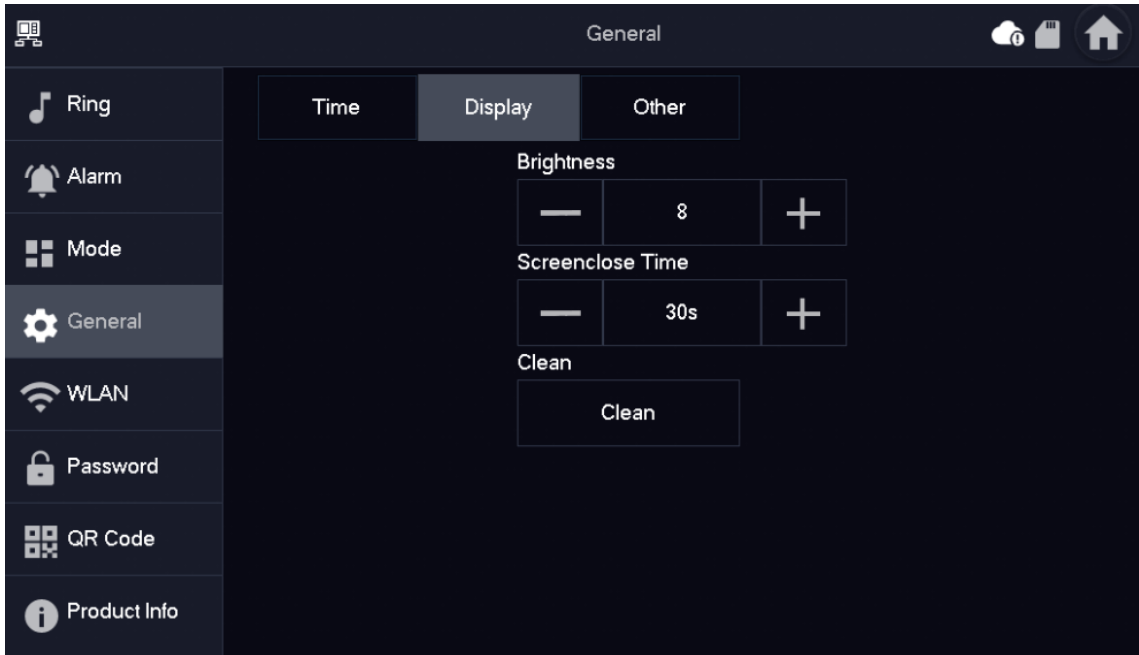 General
Ring
Alarm
Mode
General
WLAN
Password
QR Code
Product Info
Time Display Other
Brightness
8
Screenclose Time
30s
Clean
Clean